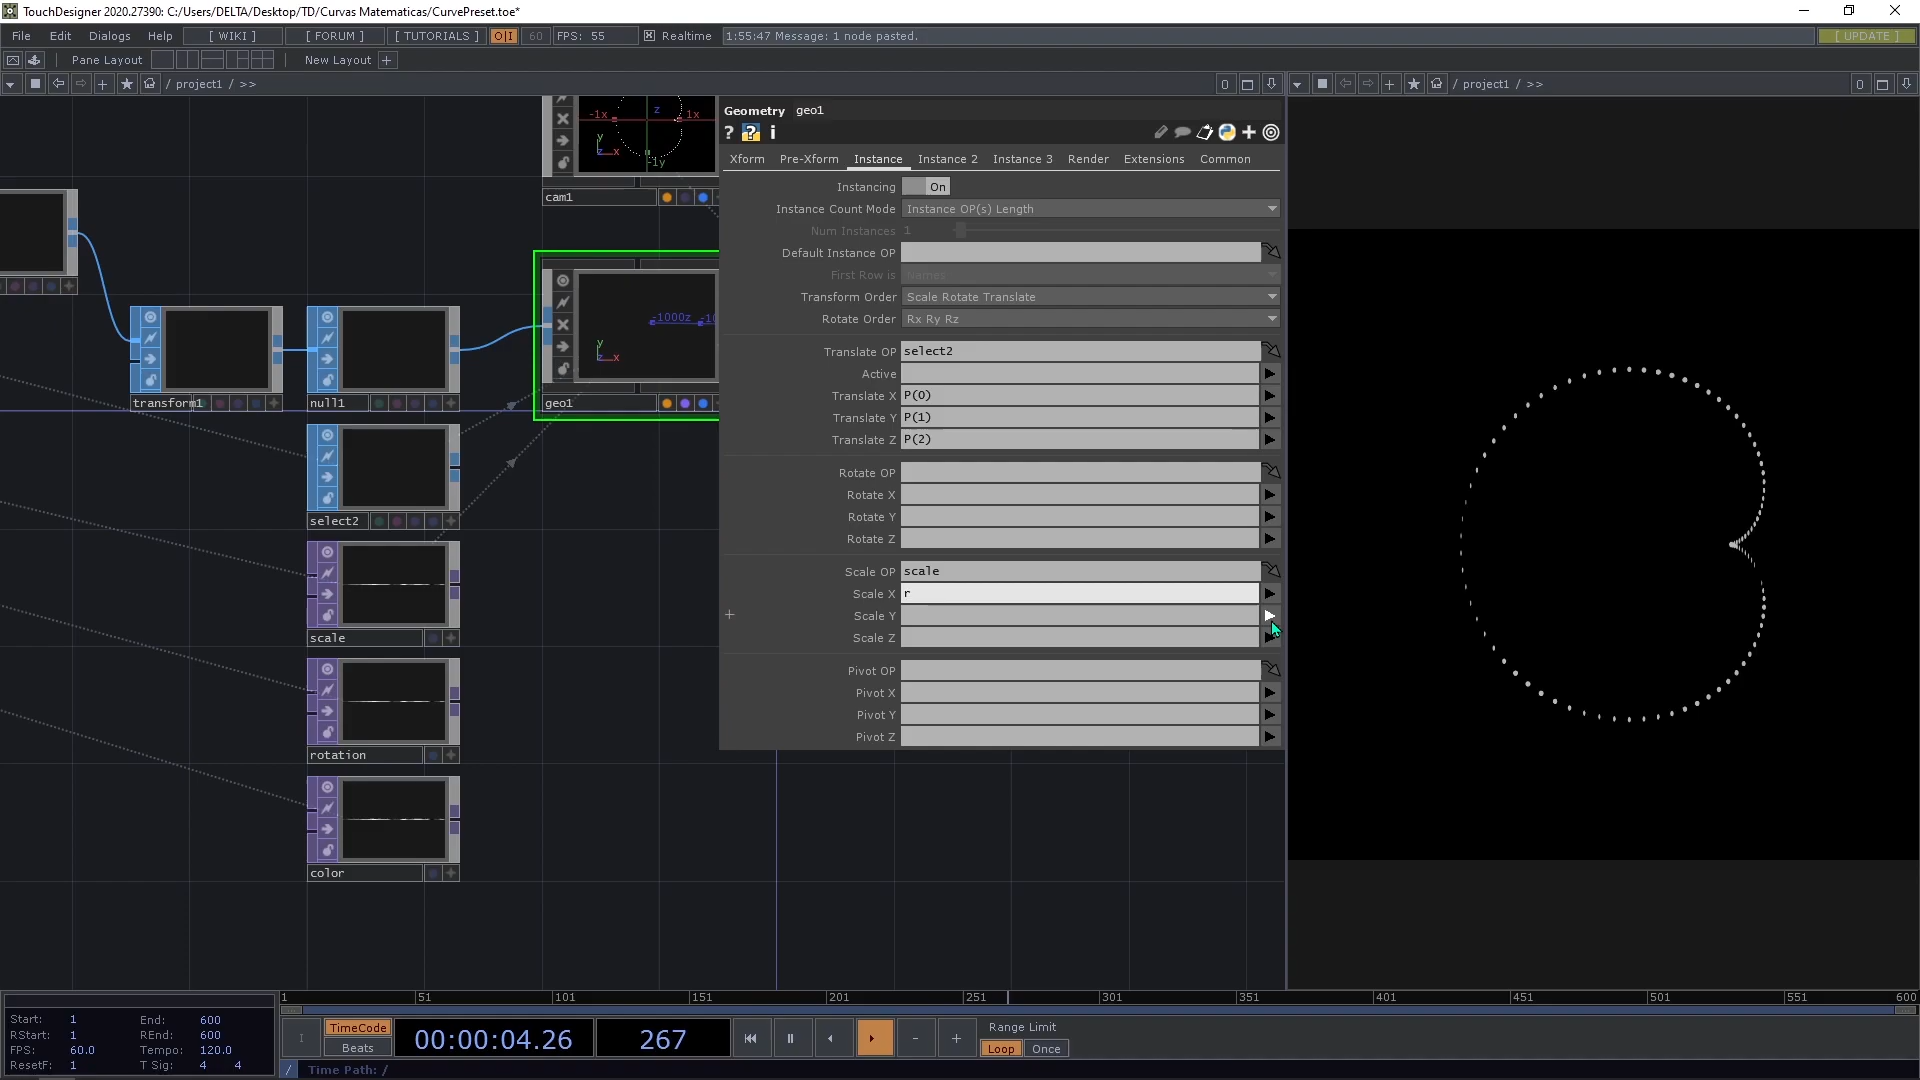 TouchDesigner 2020.27390: C:/Users/DELTA/Desktop/TD/Curvas Matematicas/CurvePreset.toe*
File Edit Dialogs Help [ WIKI ] [ FORUM ] [ TUTORIALS ] O|I 60 FPS: 55 Realtime 1:55:47 Message: 1 node pasted. [ UPDATE ]
Pane Layout New Layout +
/ project1 / >> 0 / project1 / >> 0
Geometry geo1
? ? i
Xform Pre-Xform Instance Instance 2 Instance 3 Render Extensions Common
Instancing On
Instance Count Mode Instance OP(s) Length
Num Instances 1
Default Instance OP
First Row is Names
Transform Order Scale Rotate Translate
Rotate Order Rx Ry Rz
Translate OP select2
Active
Translate X P(0)
Translate Y P(1)
Translate Z P(2)
Rotate OP
Rotate X
Rotate Y
Rotate Z
Scale OP scale
Scale X r
Scale Y
Scale Z
Pivot OP
Pivot X
Pivot Y
Pivot Z
-1x z 1x
y
z x -1y
cam1
-1000z
y
z x
geo1
transform1
null1
select2
scale
rotation
color
1 51 101 151 201 251 301 351 401 451 501 551 600
Start: 1 End: 600
RStart: 1 REnd: 600
FPS: 60.0 Tempo: 120.0
ResetF: 1 T Sig: 4 4
TimeCode
Beats
00:00:04.26
267
Range Limit
Loop Once
/ Time Path: /